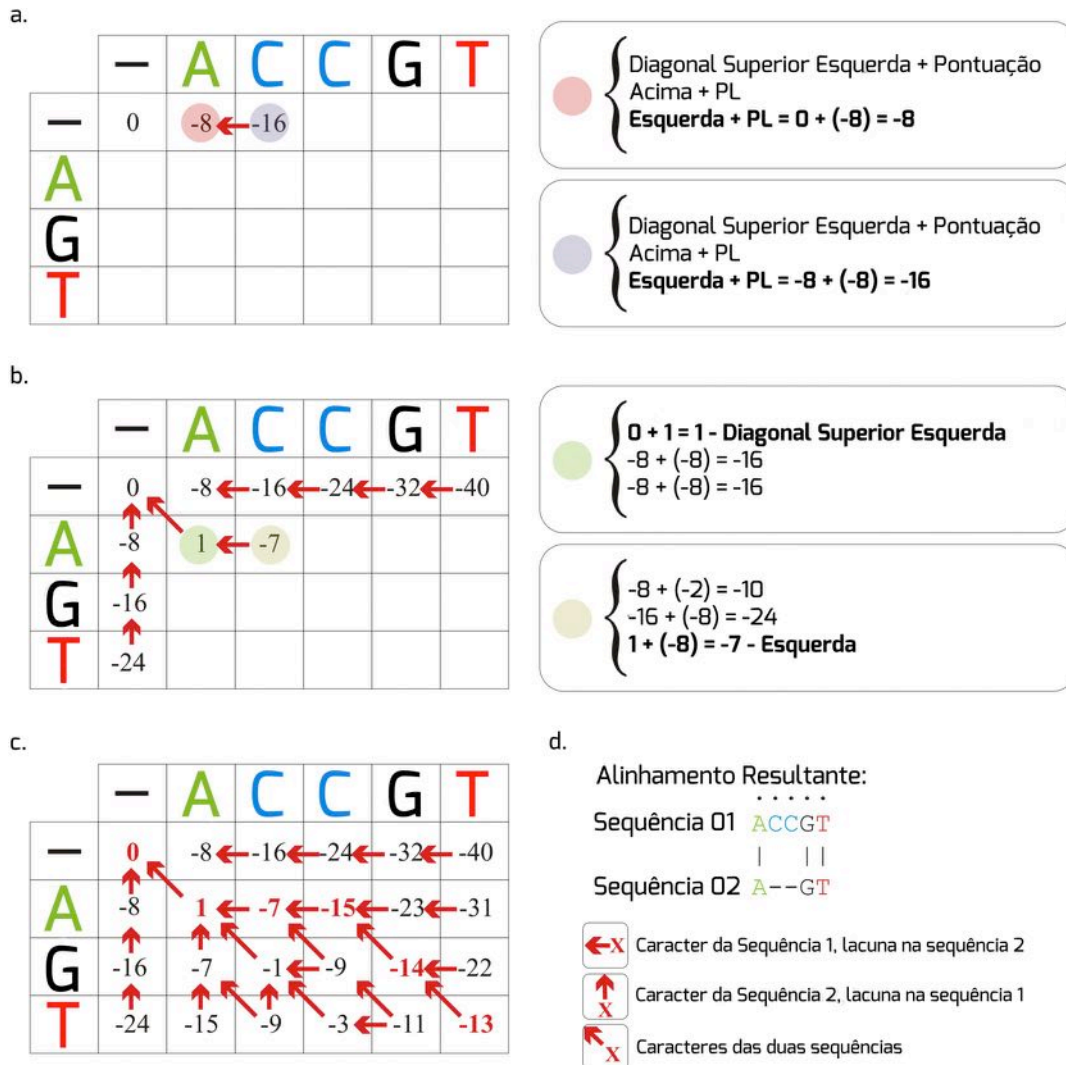 a.
– A C C G T
– 0 -8 -16
A
G
T
Diagonal Superior Esquerda + Pontuação
Acima + PL
Esquerda + PL = 0 + (-8) = -8
Diagonal Superior Esquerda + Pontuação
Acima + PL
Esquerda + PL = -8 + (-8) = -16
b.
– A C C G T
– 0 -8 -16 -24 -32 -40
A -8 1 -7
G -16
T -24
0 + 1 = 1 - Diagonal Superior Esquerda
-8 + (-8) = -16
-8 + (-8) = -16
-8 + (-2) = -10
-16 + (-8) = -24
1 + (-8) = -7 - Esquerda
c.
– A C C G T
– 0 -8 -16 -24 -32 -40
A -8 1 -7 -15 -23 -31
G -16 -7 -1 -9 -14 -22
T -24 -15 -9 -3 -11 -13
d.
Alinhamento Resultante:
Sequência 01 ACCGT
Sequência 02 A--GT
X Caracter da Sequência 1, lacuna na sequência 2
X Caracter da Sequência 2, lacuna na sequência 1
X Caracteres das duas sequências